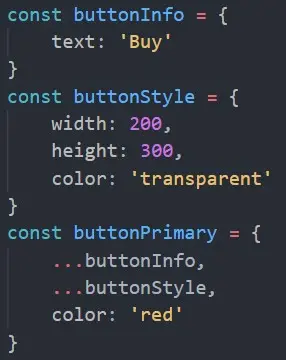 const buttonInfo = {
    text: 'Buy'
}
const buttonStyle = {
    width: 200,
    height: 300,
    color: 'transparent'
}
const buttonPrimary = {
    ...buttonInfo,
    ...buttonStyle,
    color: 'red'
}